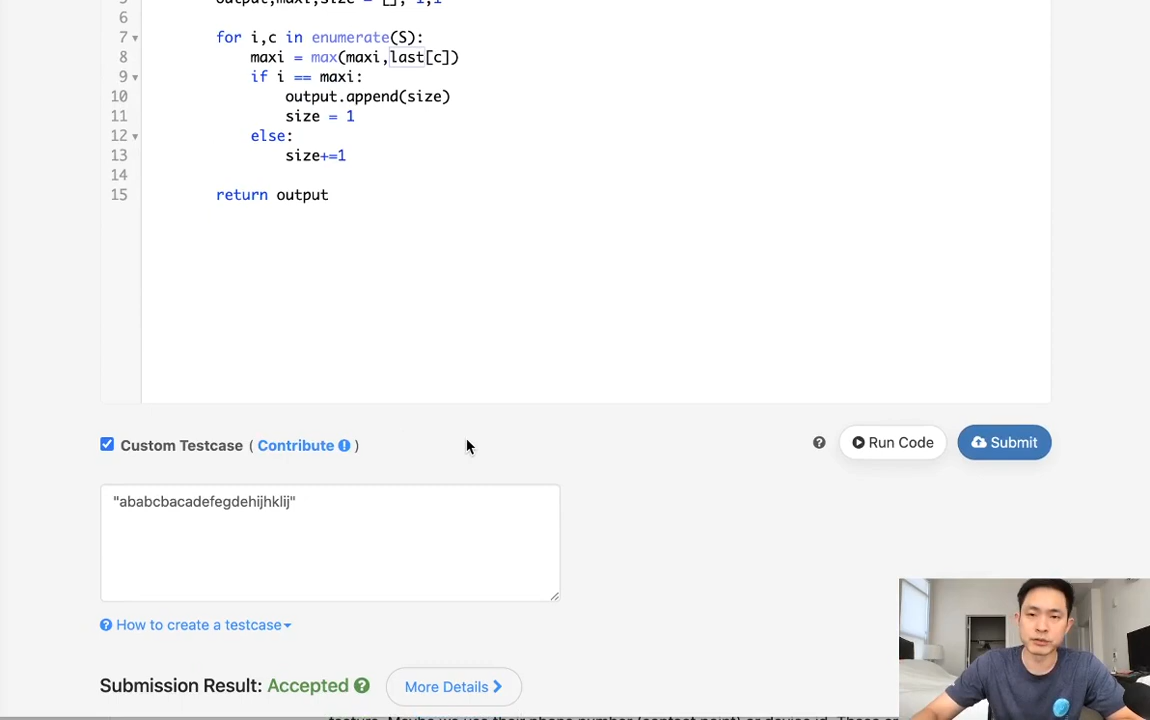 6
7 for i,c in enumerate(S):
8 maxi = max(maxi,last[c])
9 if i == maxi:
10 output.append(size)
11 size = 1
12 else:
13 size+=1
14
15 return output
Custom Testcase ( Contribute )
? Run Code Submit
"ababcbacadefegdehijhklij"
? How to create a testcase
Submission Result: Accepted ? More Details